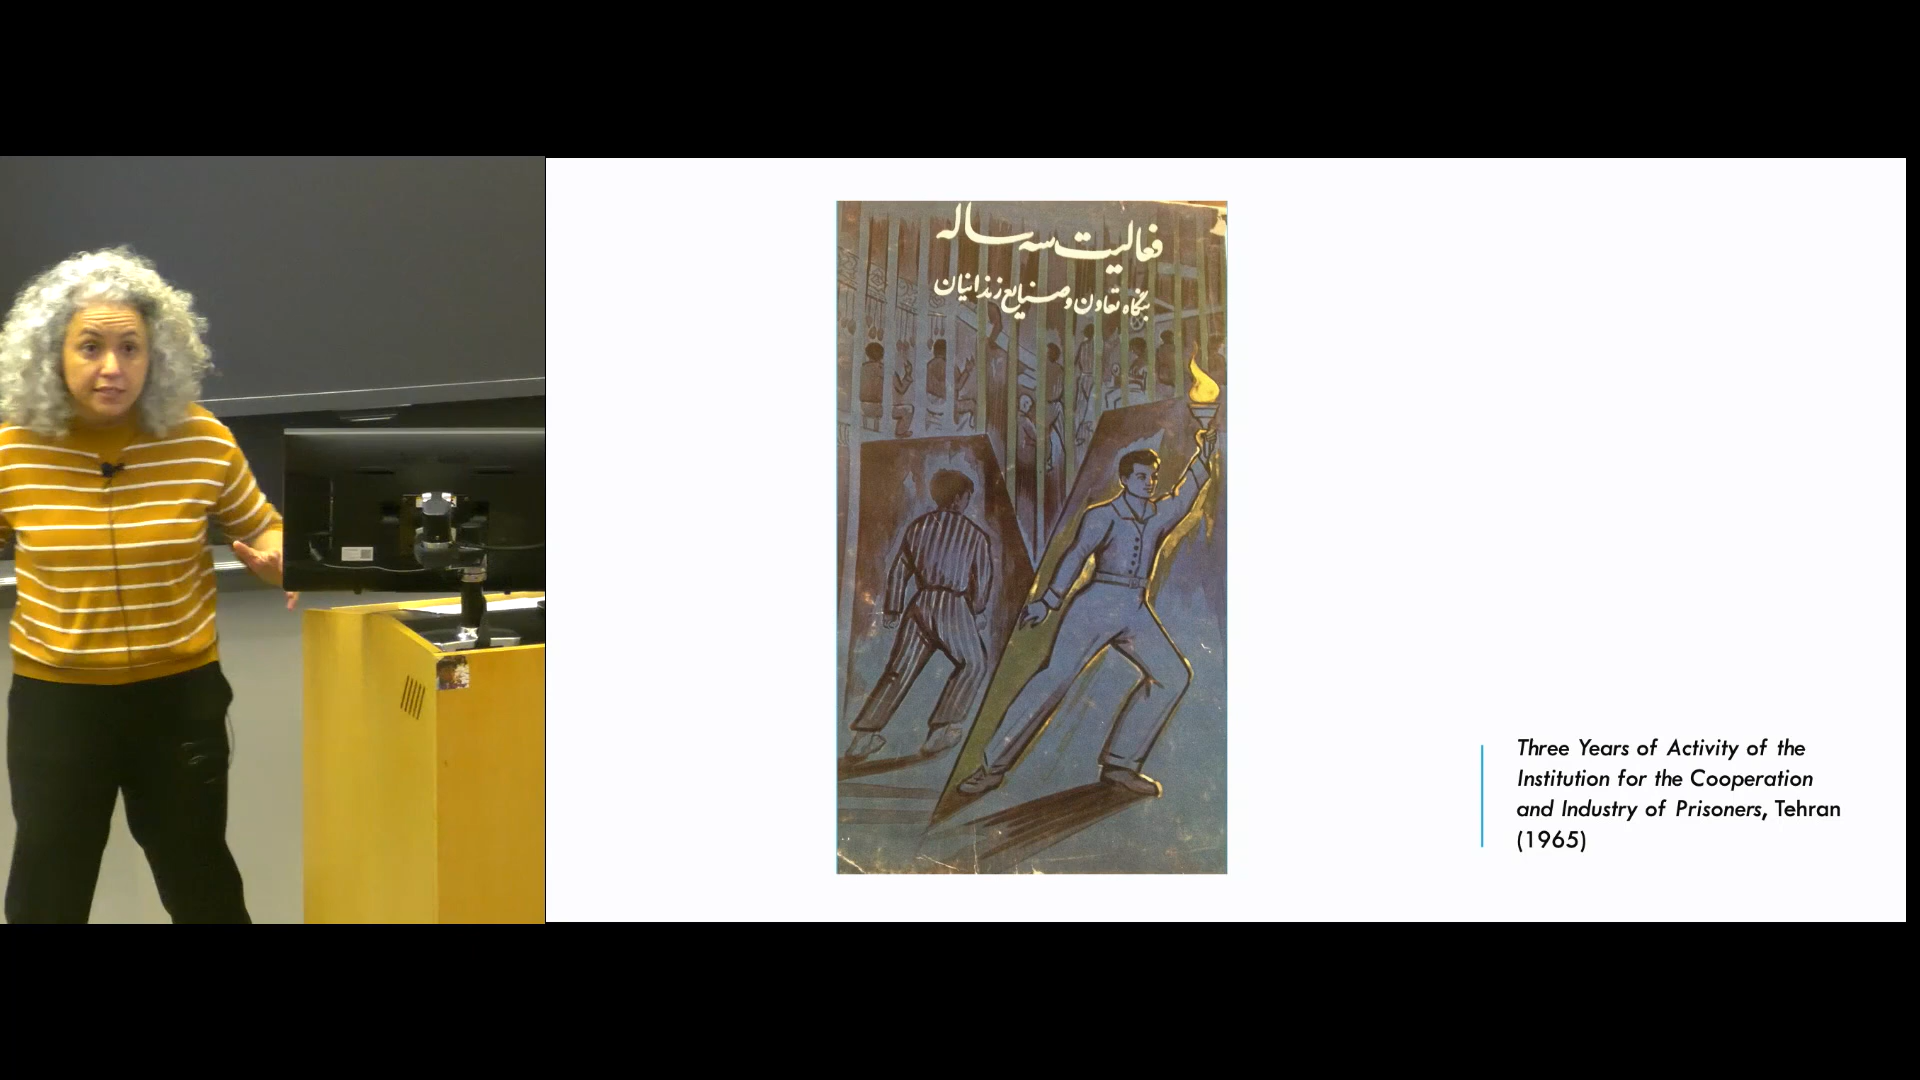 فعالیت سه ساله
بنگاه تعاون و صنایع زندانیان
Three Years of Activity of the
Institution for the Cooperation
and Industry of Prisoners, Tehran
(1965)